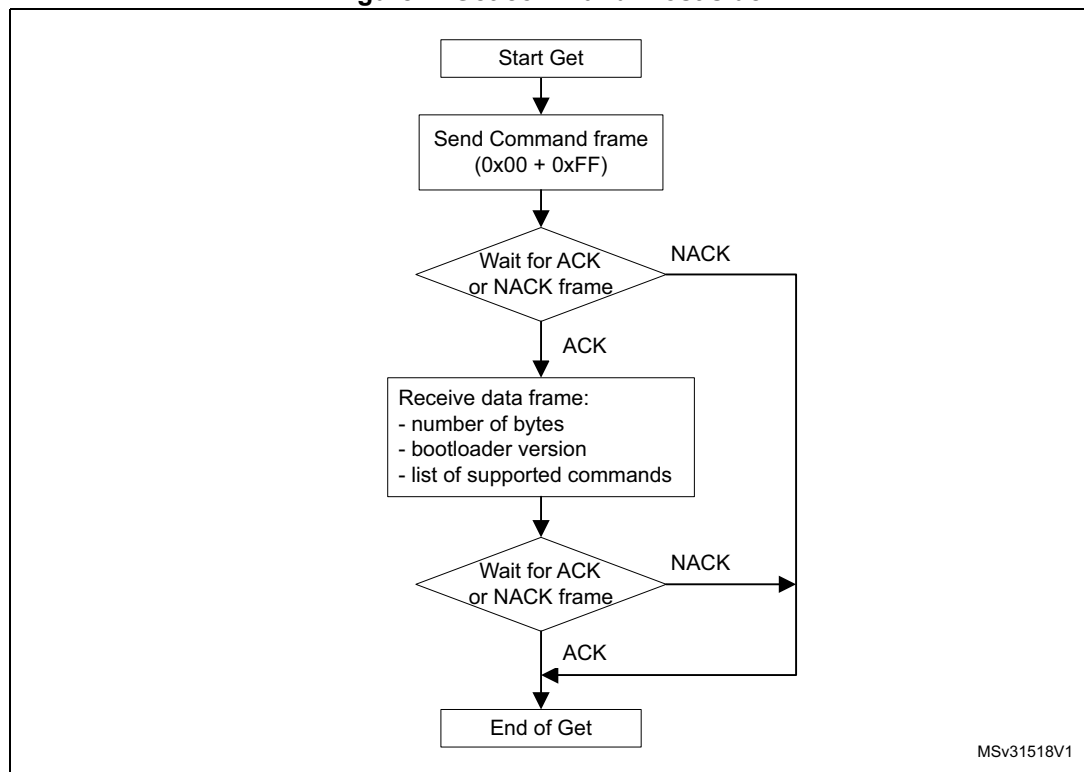 Start Get
Send Command frame
(0x00 + 0xFF)
NACK
Wait for ACK
or NACK frame
ACK
Receive data frame:
- number of bytes
- bootloader version
- list of supported commands
NACK
Wait for ACK
or NACK frame
ACK
End of Get
MSv31518V1